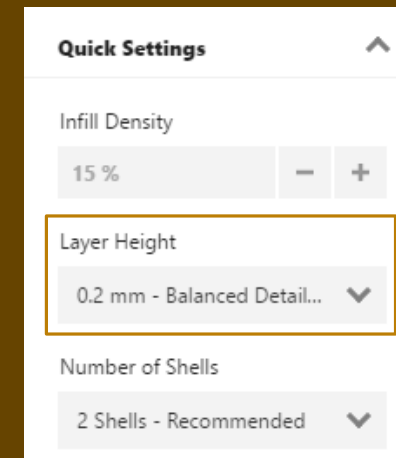 Quick Settings
Infill Density
15 %
Layer Height
0.2 mm - Balanced Detail...
Number of Shells
2 Shells - Recommended